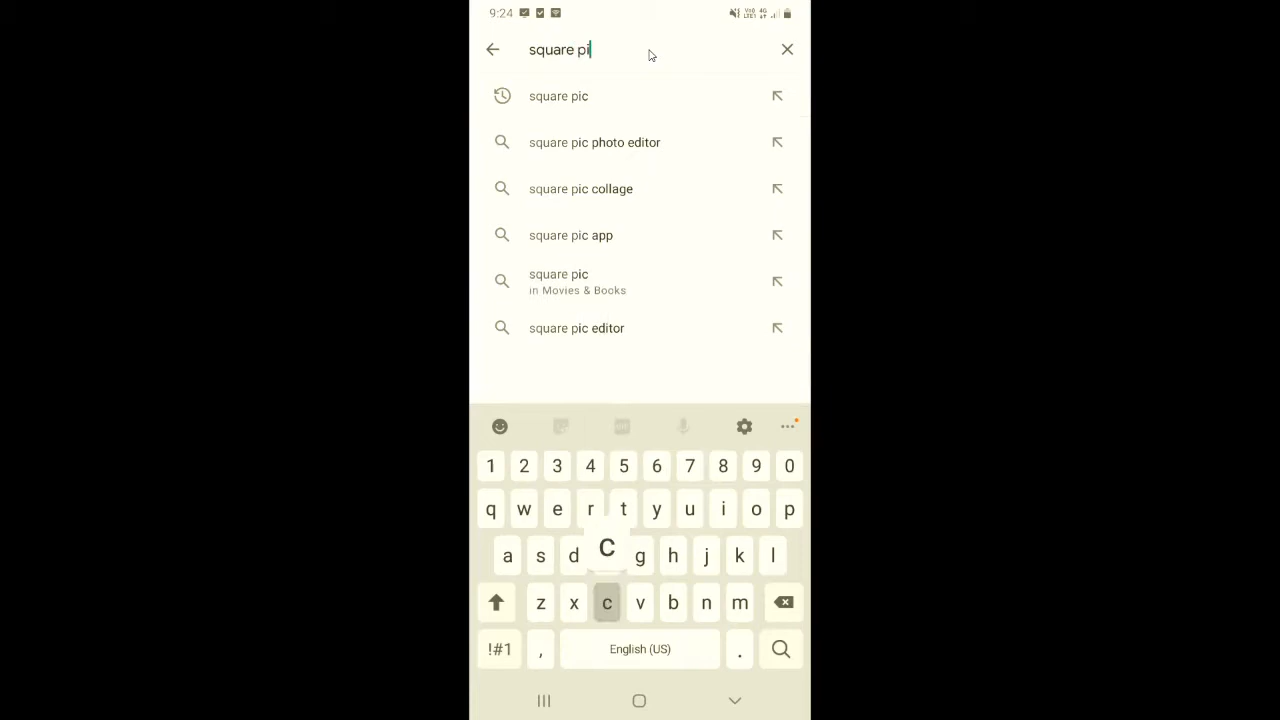 9:24
square pi
square pic
square pic photo editor
square pic collage
square pic app
square pic
in Movies & Books
square pic editor
1 2 3 4 5 6 7 8 9 0
q w e r t y u i o p
a s d C g h j k l
z x c v b n m
!#1 , English (US) .